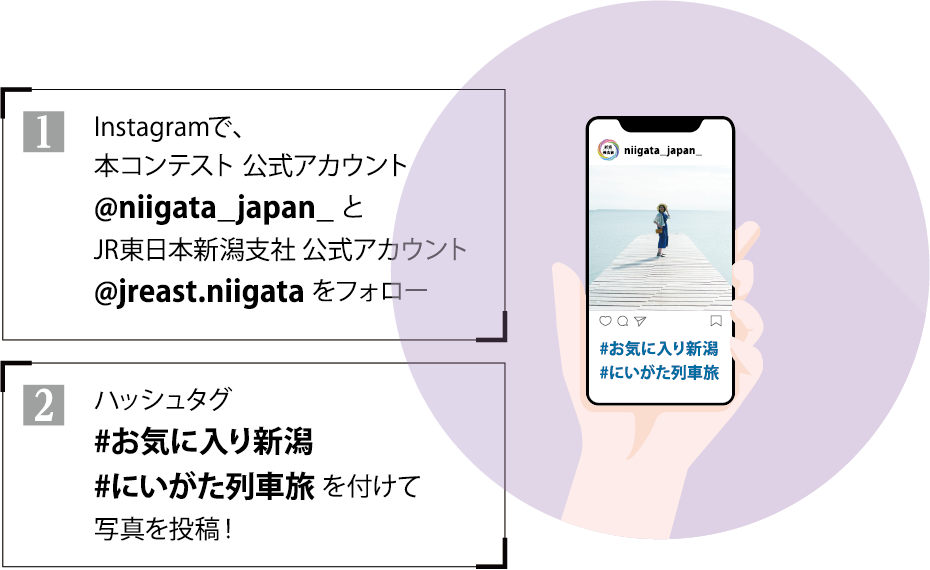 1
Instagramで、
本コンテスト 公式アカウント
@niigata_japan_ と
JR東日本新潟支社 公式アカウント
@jreast.niigata をフォロー
2
ハッシュタグ
#お気に入り新潟
#にいがた列車旅 を付けて
写真を投稿!
niigata_japan_
#お気に入り新潟
#にいがた列車旅